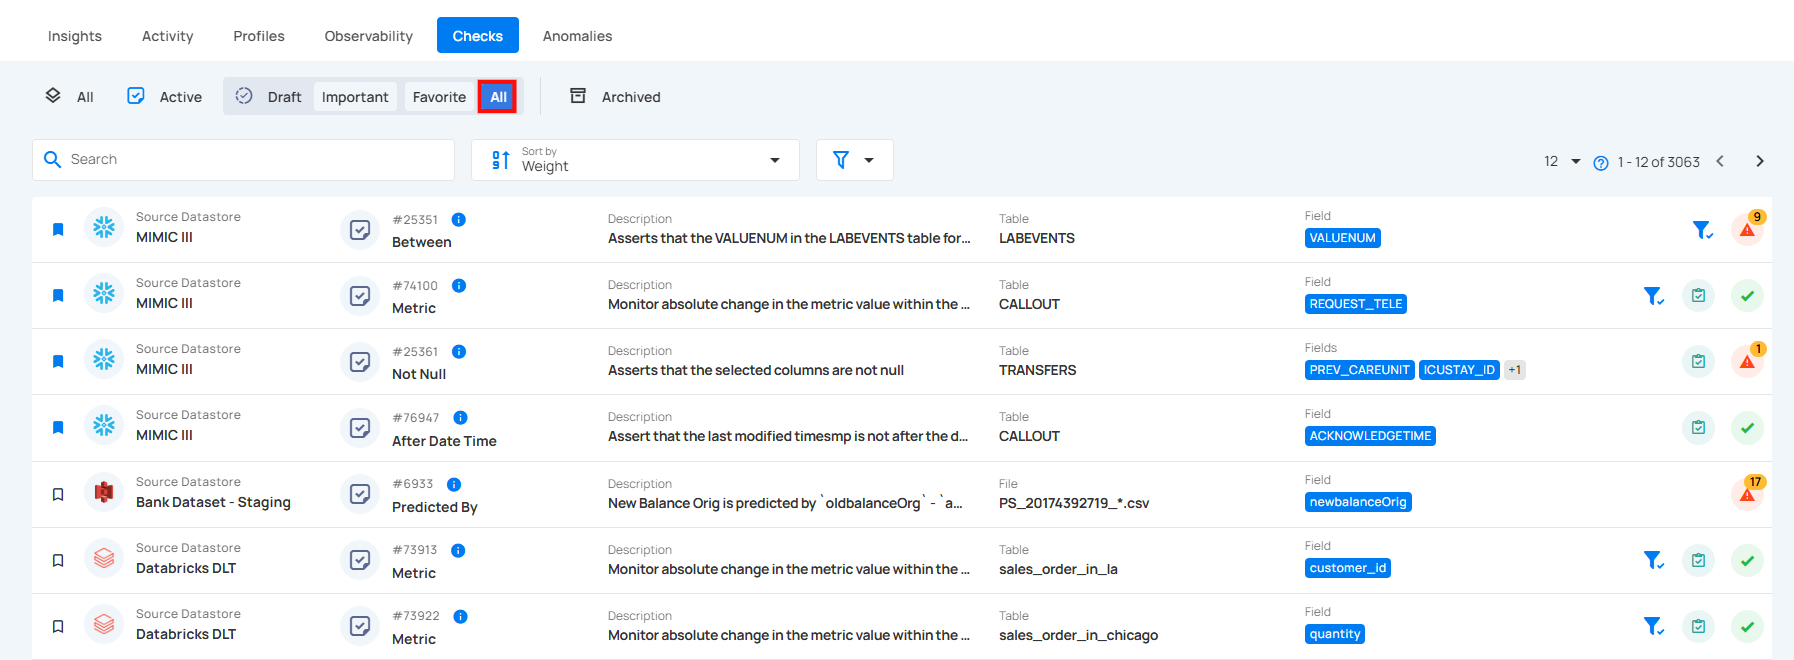 Insights Activity Profiles Observability Checks Anomalies
All Active Draft Important Favorite All Archived
Search Sort by Weight 12 1 - 12 of 3063
Source Datastore #25351 Description Table Field 9
MIMIC III Between Asserts that the VALUENUM in the LABEVENTS table for... LABEVENTS VALUENUM
Source Datastore #74100 Description Table Field
MIMIC III Metric Monitor absolute change in the metric value within the ... CALLOUT REQUEST_TELE
Source Datastore #25361 Description Table Fields 1
MIMIC III Not Null Asserts that the selected columns are not null TRANSFERS PREV_CAREUNIT ICUSTAY_ID +1
Source Datastore #76947 Description Table Field
MIMIC III After Date Time Assert that the last modified timesmp is not after the d... CALLOUT ACKNOWLEDGETIME
Source Datastore #6933 Description File Field 17
Bank Dataset - Staging Predicted By New Balance Orig is predicted by `oldbalanceOrg` - `a... PS_20174392719_*.csv newbalanceOrig
Source Datastore #73913 Description Table Field
Databricks DLT Metric Monitor absolute change in the metric value within the ... sales_order_in_la customer_id
Source Datastore #73922 Description Table Field
Databricks DLT Metric Monitor absolute change in the metric value within the ... sales_order_in_chicago quantity